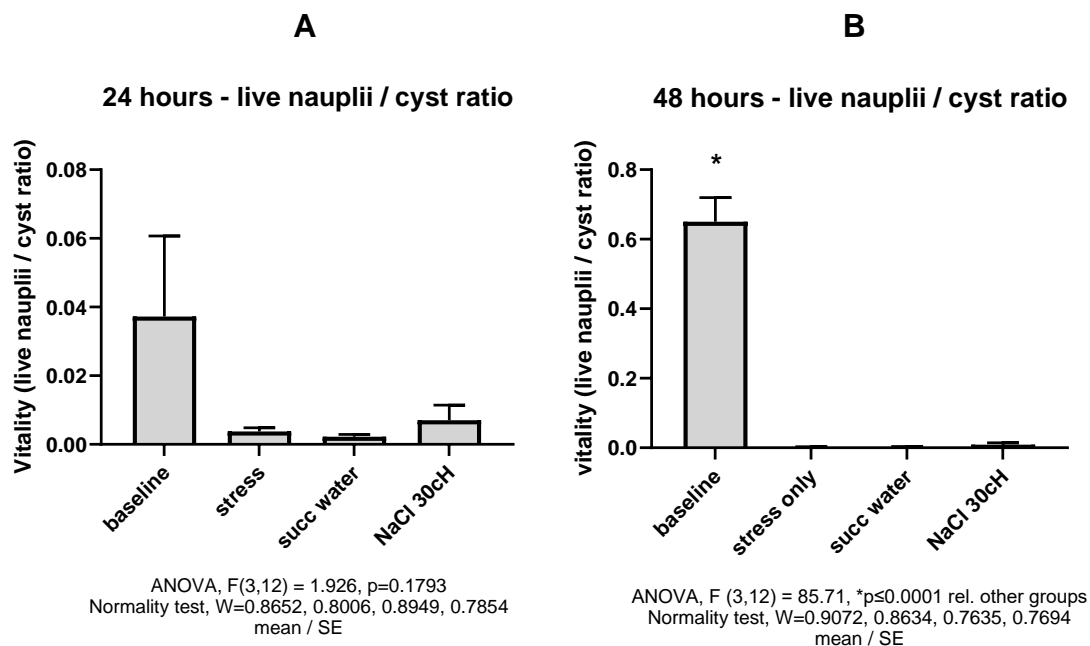 A
24 hours - live nauplii / cyst ratio
Vitality (live nauplii / cyst ratio)
0.08
0.06
0.04
0.02
0.00
baseline
stress
succ water
NaCl 30cH
ANOVA, F(3,12) = 1.926, p=0.1793
Normality test, W=0.8652, 0.8006, 0.8949, 0.7854
mean / SE
B
48 hours - live nauplii / cyst ratio
vitality (live nauplii / cyst ratio)
0.8
0.6
0.4
0.2
0.0
*
baseline
stress only
succ water
NaCl 30cH
ANOVA, F (3,12) = 85.71, *p≤0.0001 rel. other groups
Normality test, W=0.9072, 0.8634, 0.7635, 0.7694
mean / SE